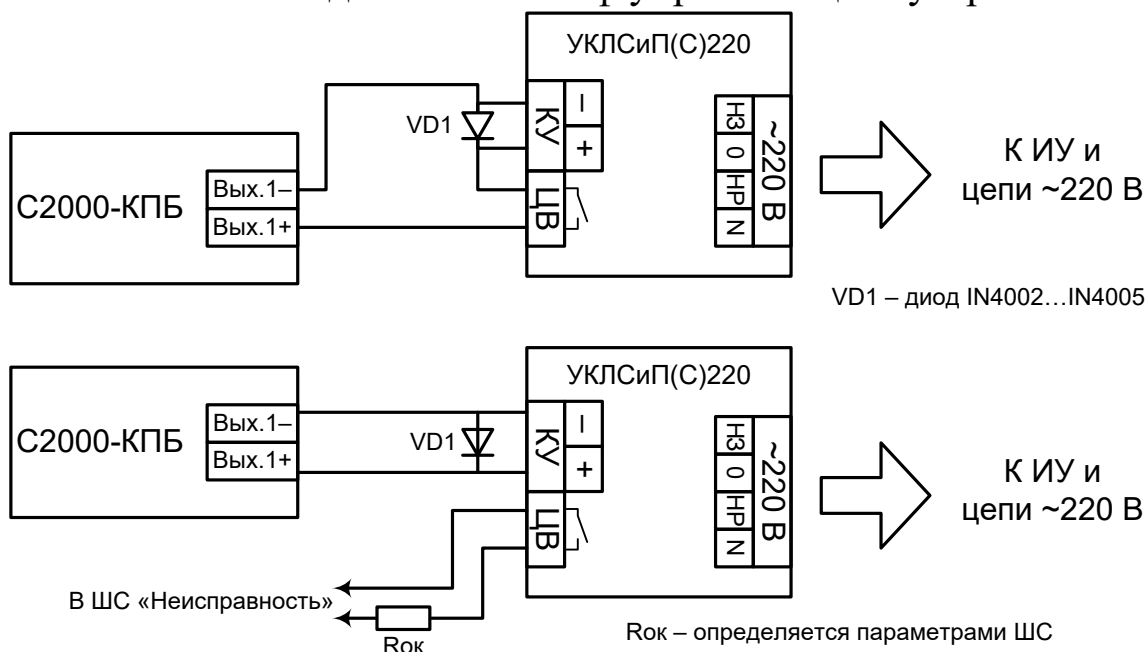 УКЛСиП(С)220
VD1
КУ
–
+
ЦВ
НЗ
0
НР
N
~220 В
С2000-КПБ
Вых.1–
Вых.1+
К ИУ и
цепи ~220 В
VD1 – диод IN4002…IN4005
УКЛСиП(С)220
С2000-КПБ
Вых.1–
Вых.1+
VD1
КУ
–
+
ЦВ
НЗ
0
НР
N
~220 В
К ИУ и
цепи ~220 В
В ШС «Неисправность»
Rок
Rок – определяется параметрами ШС